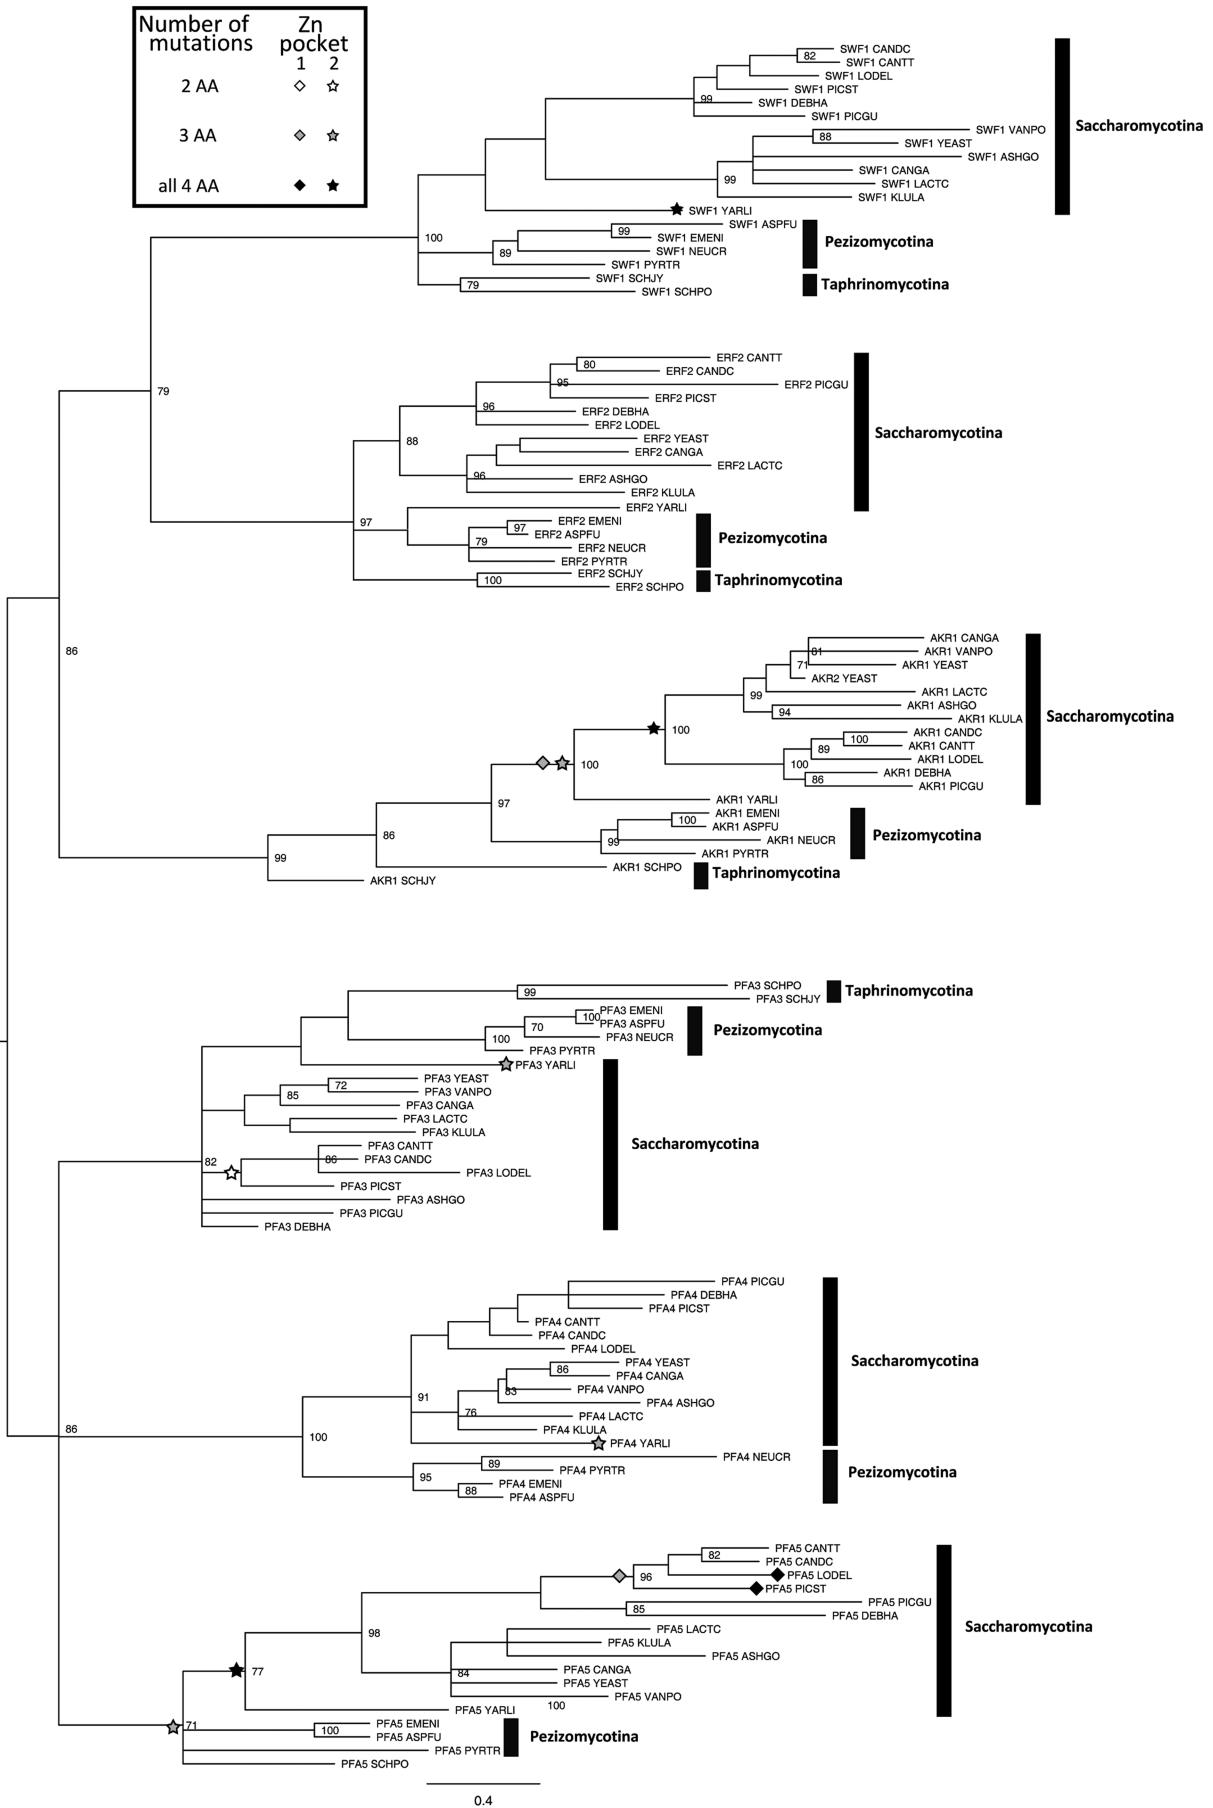 Number of mutations
Zn pocket
1 2
2 AA
3 AA
all 4 AA
SWF1 CANDC
82
SWF1 CANTT
SWF1 LODEL
SWF1 PICST
99
SWF1 DEBHA
SWF1 PICGU
SWF1 VANPO
88
SWF1 YEAST
SWF1 ASHGO
SWF1 CANGA
99
SWF1 LACTC
SWF1 KLULA
SWF1 YARLI
Saccharomycotina
SWF1 ASPFU
99
SWF1 EMENI
100
89
SWF1 NEUCR
SWF1 PYRTR
Pezizomycotina
SWF1 SCHJY
79
SWF1 SCHPO
Taphrinomycotina
ERF2 CANTT
80
ERF2 CANDC
95
ERF2 PICGU
79
ERF2 PICST
96
ERF2 DEBHA
ERF2 LODEL
88
ERF2 YEAST
ERF2 CANGA
ERF2 LACTC
96
ERF2 ASHGO
ERF2 KLULA
Saccharomycotina
ERF2 YARLI
97
ERF2 EMENI
97
ERF2 ASPFU
79
ERF2 NEUCR
ERF2 PYRTR
Pezizomycotina
ERF2 SCHJY
100
ERF2 SCHPO
Taphrinomycotina
86
AKR1 CANGA
81
AKR1 VANPO
71
AKR1 YEAST
AKR2 YEAST
99
AKR1 LACTC
AKR1 ASHGO
94
AKR1 KLULA
100
AKR1 CANDC
100
AKR1 CANTT
89
AKR1 LODEL
100
100
AKR1 DEBHA
86
AKR1 PICGU
Saccharomycotina
AKR1 YARLI
97
AKR1 EMENI
100
AKR1 ASPFU
99
AKR1 NEUCR
AKR1 PYRTR
Pezizomycotina
86
99
AKR1 SCHPO
AKR1 SCHJY
Taphrinomycotina
PFA3 SCHPO
99
PFA3 SCHJY
Taphrinomycotina
PFA3 EMENI
100
PFA3 ASPFU
70
PFA3 NEUCR
100
PFA3 PYRTR
Pezizomycotina
PFA3 YARLI
PFA3 YEAST
72
PFA3 VANPO
85
PFA3 CANGA
PFA3 LACTC
PFA3 KLULA
PFA3 CANTT
86
PFA3 CANDC
82
PFA3 LODEL
PFA3 PICST
PFA3 ASHGO
PFA3 PICGU
PFA3 DEBHA
Saccharomycotina
PFA4 PICGU
PFA4 DEBHA
PFA4 PICST
PFA4 CANTT
PFA4 CANDC
PFA4 LODEL
PFA4 YEAST
86
PFA4 CANGA
83
PFA4 VANPO
91
PFA4 ASHGO
76
PFA4 LACTC
PFA4 KLULA
PFA4 YARLI
Saccharomycotina
86
100
PFA4 NEUCR
89
PFA4 PYRTR
95
PFA4 EMENI
88
PFA4 ASPFU
Pezizomycotina
PFA5 CANTT
82
PFA5 CANDC
96
PFA5 LODEL
PFA5 PICST
PFA5 PICGU
85
PFA5 DEBHA
98
PFA5 LACTC
PFA5 KLULA
PFA5 ASHGO
84
PFA5 CANGA
77
PFA5 YEAST
PFA5 VANPO
100
PFA5 YARLI
Saccharomycotina
71
PFA5 EMENI
100
PFA5 ASPFU
PFA5 PYRTR
Pezizomycotina
PFA5 SCHPO
0.4